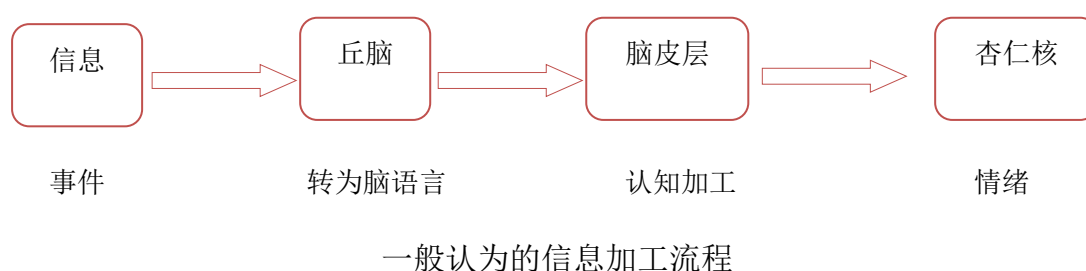 信息
丘脑
脑皮层
杏仁核
事件
转为脑语言
认知加工
情绪
一般认为的信息加工流程